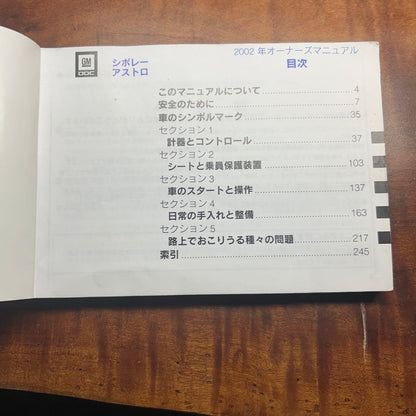 GM
DDC
シボレー
アストロ
2002 年オーナーズマニュアル
目次
このマニュアルについて 4
安全のために 7
車のシンボルマーク 35
セクション 1
計器とコントロール 37
セクション 2
シートと乗員保護装置 103
セクション 3
車のスタートと操作 137
セクション 4
日常の手入れと整備 163
セクション 5
路上でおこりうる種々の問題 217
索引 245